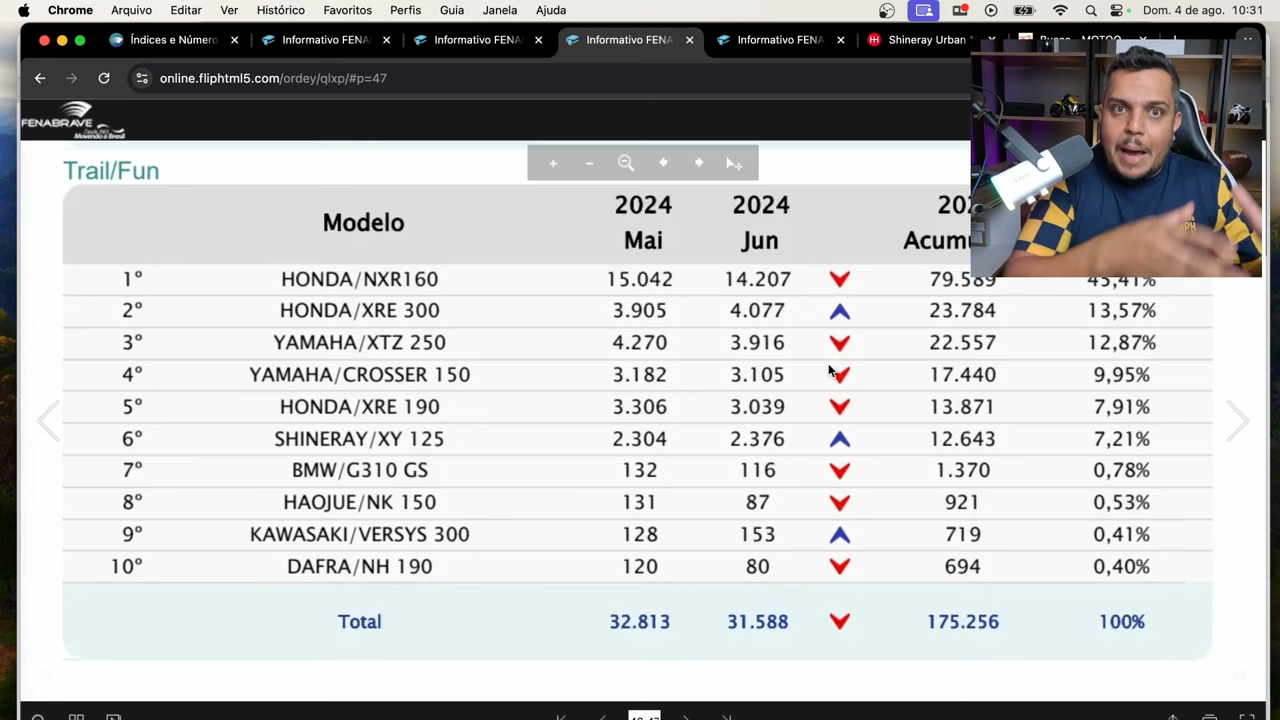 Chrome Arquivo Editar Ver Histórico Favoritos Perfis Guia Janela Ajuda Dom. 4 de ago. 10:31
Índices e Número Informativo FENA Informativo FENA Informativo FENA Informativo FENA Shineray Urban
online.fliphtml5.com/ordey/qlxp/#p=47
FENABRAVE
Trail/Fun
Modelo 2024 Mai 2024 Jun
1º HONDA/NXR160 15.042 14.207 79.589 45,41%
2º HONDA/XRE 300 3.905 4.077 23.784 13,57%
3º YAMAHA/XTZ 250 4.270 3.916 22.557 12,87%
4º YAMAHA/CROSSER 150 3.182 3.105 17.440 9,95%
5º HONDA/XRE 190 3.306 3.039 13.871 7,91%
6º SHINERAY/XY 125 2.304 2.376 12.643 7,21%
7º BMW/G310 GS 132 116 1.370 0,78%
8º HAOJUE/NK 150 131 87 921 0,53%
9º KAWASAKI/VERSYS 300 128 153 719 0,41%
10º DAFRA/NH 190 120 80 694 0,40%
Total 32.813 31.588 175.256 100%